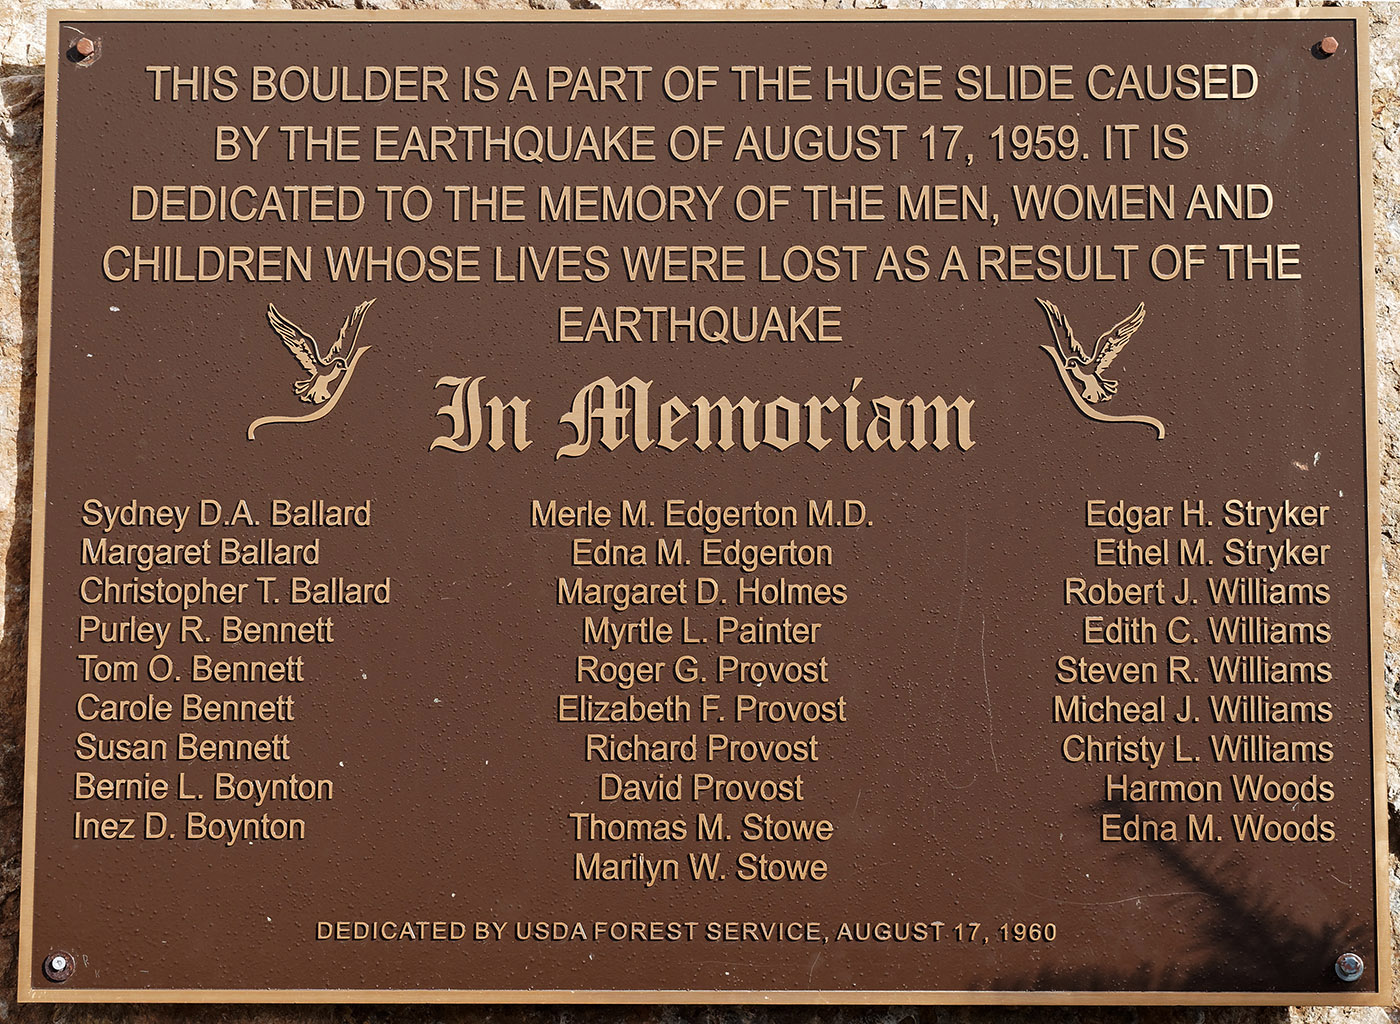 THIS BOULDER IS A PART OF THE HUGE SLIDE CAUSED
BY THE EARTHQUAKE OF AUGUST 17, 1959. IT IS
DEDICATED TO THE MEMORY OF THE MEN, WOMEN AND
CHILDREN WHOSE LIVES WERE LOST AS A RESULT OF THE
EARTHQUAKE
In Memoriam
Sydney D.A. Ballard
Margaret Ballard
Christopher T. Ballard
Purley R. Bennett
Tom O. Bennett
Carole Bennett
Susan Bennett
Bernie L. Boynton
Inez D. Boynton
Merle M. Edgerton M.D.
Edna M. Edgerton
Margaret D. Holmes
Myrtle L. Painter
Roger G. Provost
Elizabeth F. Provost
Richard Provost
David Provost
Thomas M. Stowe
Marilyn W. Stowe
Edgar H. Stryker
Ethel M. Stryker
Robert J. Williams
Edith C. Williams
Steven R. Williams
Micheal J. Williams
Christy L. Williams
Harmon Woods
Edna M. Woods
DEDICATED BY USDA FOREST SERVICE, AUGUST 17, 1960